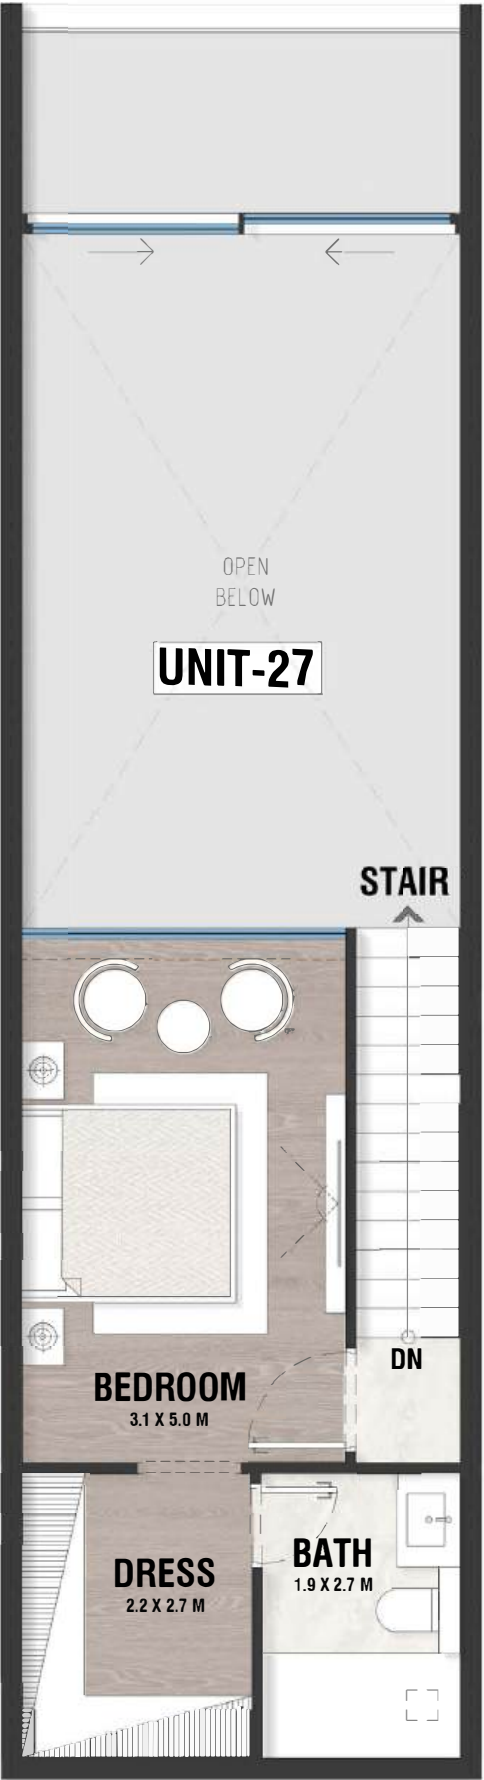 OPEN
BELOW
UNIT-27
STAIR
DN
BEDROOM
3.1 X 5.0 M
DRESS
2.2 X 2.7 M
BATH
1.9 X 2.7 M